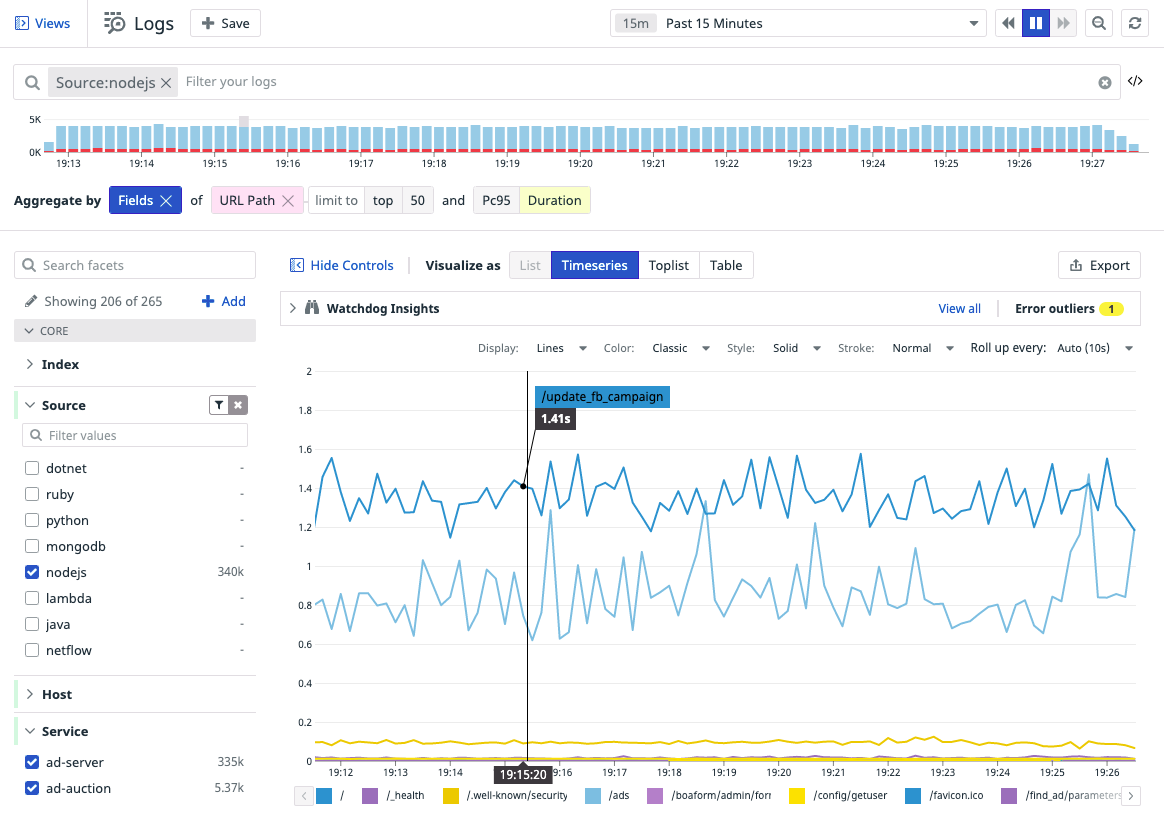 Views
Logs
+ Save
15m Past 15 Minutes
Source:nodejs Filter your logs
5K
0K
19:13 19:14 19:15 19:16 19:17 19:18 19:19 19:20 19:21 19:22 19:23 19:24 19:25 19:26 19:27
Aggregate by Fields of URL Path limit to top 50 and Pc95 Duration
Search facets
Showing 206 of 265 + Add
CORE
Index
Source
Filter values
dotnet -
ruby -
python -
mongodb -
nodejs 340k
lambda -
java -
netflow -
Host
Service
ad-server 335k
ad-auction 5.37k
Hide Controls Visualize as List Timeseries Toplist Table Export
Watchdog Insights View all Error outliers 1
Display: Lines Color: Classic Style: Solid Stroke: Normal Roll up every: Auto (10s)
2
1.8
1.6
1.4
1.2
1
0.8
0.6
0.4
0.2
0
/update_fb_campaign
1.41s
19:12 19:13 19:14 19:15:20 19:16 19:17 19:18 19:19 19:20 19:21 19:22 19:23 19:24 19:25 19:26
/ /_health /.well-known/security /ads /boaform/admin/forr /config/getuser /favicon.ico /find_ad/parameters